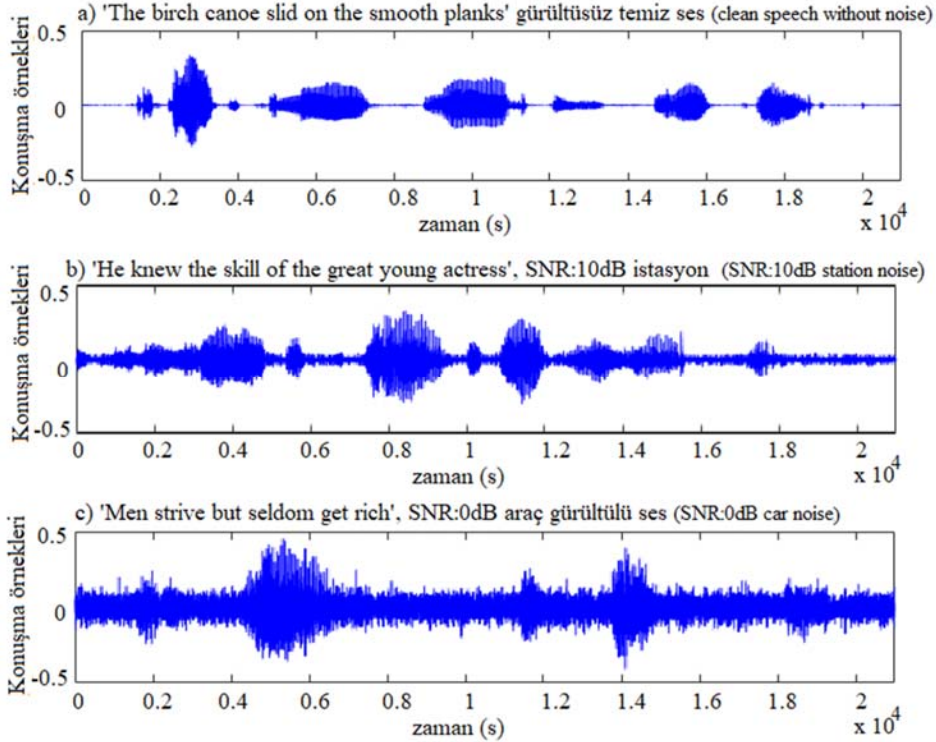 a) 'The birch canoe slid on the smooth planks' gürültüsüz temiz ses (clean speech without noise)
Konuşma örnekleri
0.5
0
-0.5
0 0.2 0.4 0.6 0.8 1 1.2 1.4 1.6 1.8 2
x 10⁴
zaman (s)
b) 'He knew the skill of the great young actress', SNR:10dB istasyon (SNR:10dB station noise)
Konuşma örnekleri
0.5
0
-0.5
0 0.2 0.4 0.6 0.8 1 1.2 1.4 1.6 1.8 2
x 10⁴
zaman (s)
c) 'Men strive but seldom get rich', SNR:0dB araç gürültülü ses (SNR:0dB car noise)
Konuşma örnekleri
0.5
0
-0.5
0 0.2 0.4 0.6 0.8 1 1.2 1.4 1.6 1.8 2
x 10⁴
zaman (s)